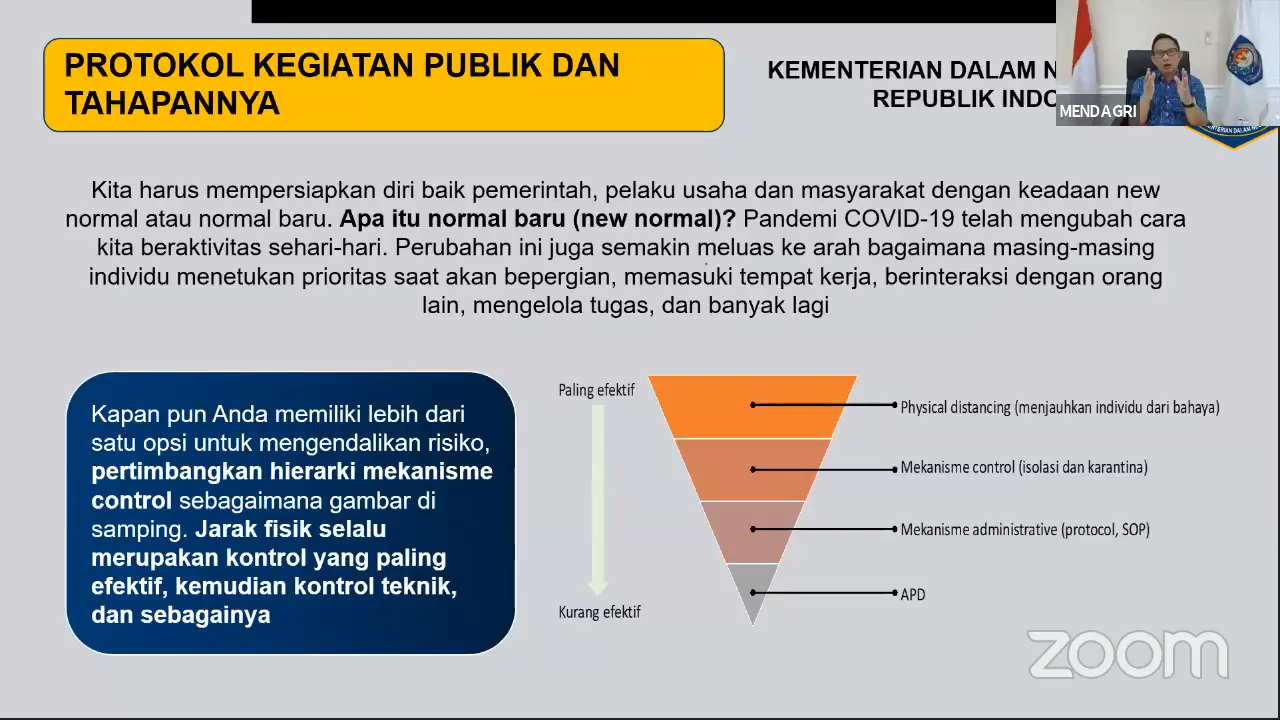 PROTOKOL KEGIATAN PUBLIK DAN
TAHAPANNYA
KEMENTERIAN DALAM N
REPUBLIK INDO
MENDAGRI
Kita harus mempersiapkan diri baik pemerintah, pelaku usaha dan masyarakat dengan keadaan new
normal atau normal baru. Apa itu normal baru (new normal)? Pandemi COVID-19 telah mengubah cara
kita beraktivitas sehari-hari. Perubahan ini juga semakin meluas ke arah bagaimana masing-masing
individu menetukan prioritas saat akan bepergian, memasuki tempat kerja, berinteraksi dengan orang
lain, mengelola tugas, dan banyak lagi
Kapan pun Anda memiliki lebih dari
satu opsi untuk mengendalikan risiko,
pertimbangkan hierarki mekanisme
control sebagaimana gambar di
samping. Jarak fisik selalu
merupakan kontrol yang paling
efektif, kemudian kontrol teknik,
dan sebagainya
Paling efektif
Kurang efektif
Physical distancing (menjauhkan individu dari bahaya)
Mekanisme control (isolasi dan karantina)
Mekanisme administrative (protocol, SOP)
APD
zoom